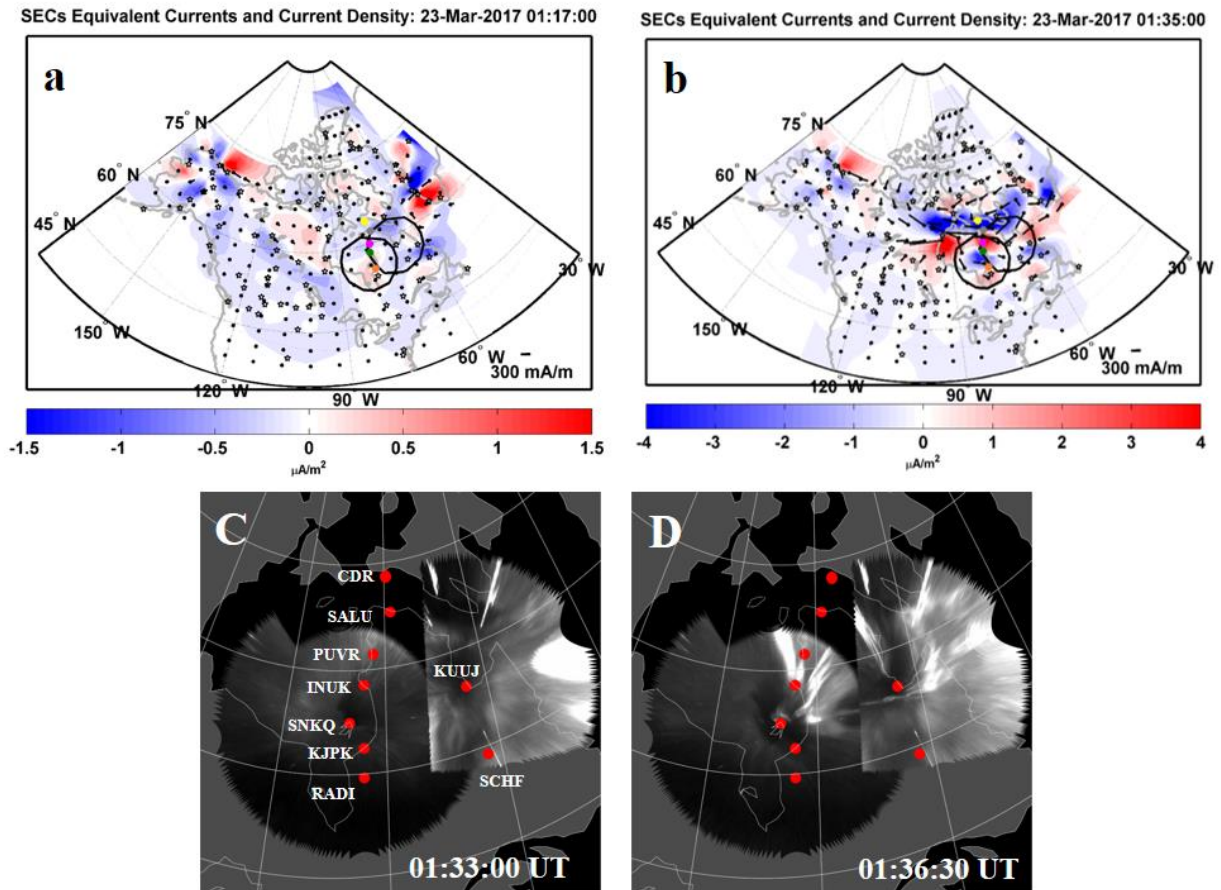 SECs Equivalent Currents and Current Density: 23-Mar-2017 01:17:00
a
75° N
60° N
45° N
150° W
120° W
90° W
60° W
30° W
300 mA/m
-1.5 -1 -0.5 0 0.5 1 1.5
μA/m²
SECs Equivalent Currents and Current Density: 23-Mar-2017 01:35:00
b
75° N
60° N
45° N
150° W
120° W
90° W
60° W
30° W
300 mA/m
-4 -3 -2 -1 0 1 2 3 4
μA/m²
C
CDR
SALU
PUVR
KUUJ
INUK
SNKQ
KJPK
SCHF
RADI
01:33:00 UT
D
01:36:30 UT